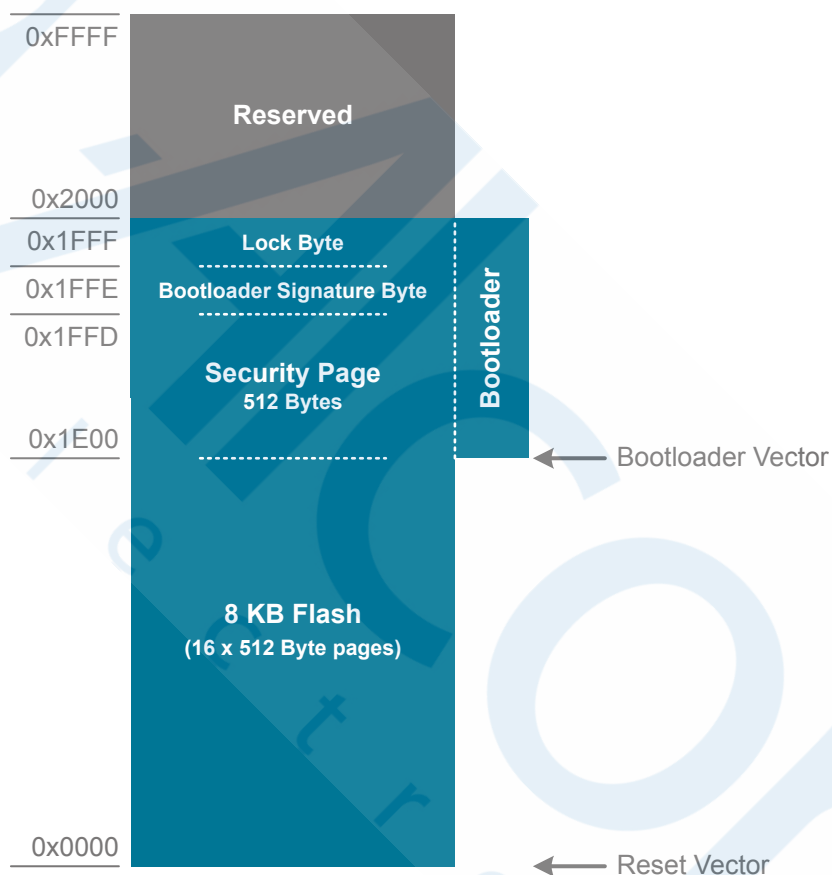 0xFFFF
Reserved
0x2000
0x1FFF
Lock Byte
0x1FFE
Bootloader Signature Byte
0x1FFD
Security Page
512 Bytes
Bootloader
0x1E00
Bootloader Vector
8 KB Flash
(16 x 512 Byte pages)
0x0000
Reset Vector